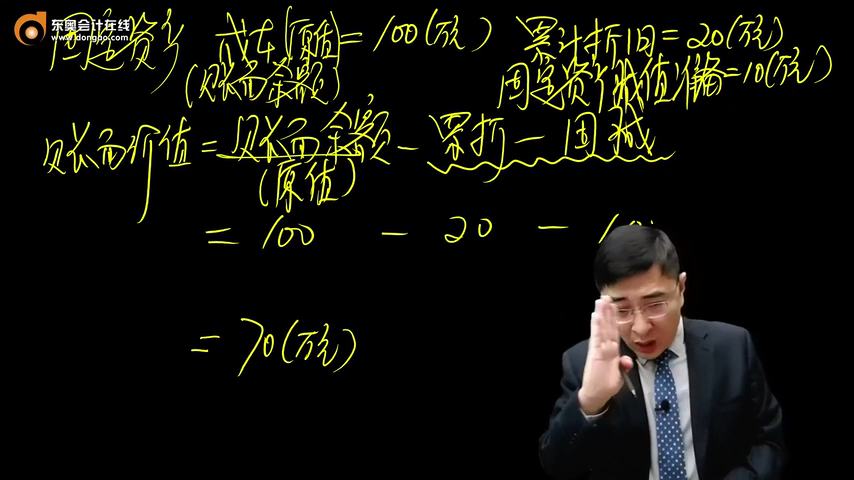 东奥会计在线
www.dongao.com
固定资产 成本(原值)=100(万元) 累计折旧=20(万元)
(账面余额) 固定资产减值准备=10(万元)
账面价值=账面余额-累折-固减
(原值)
=100-20-10
=70(万元)